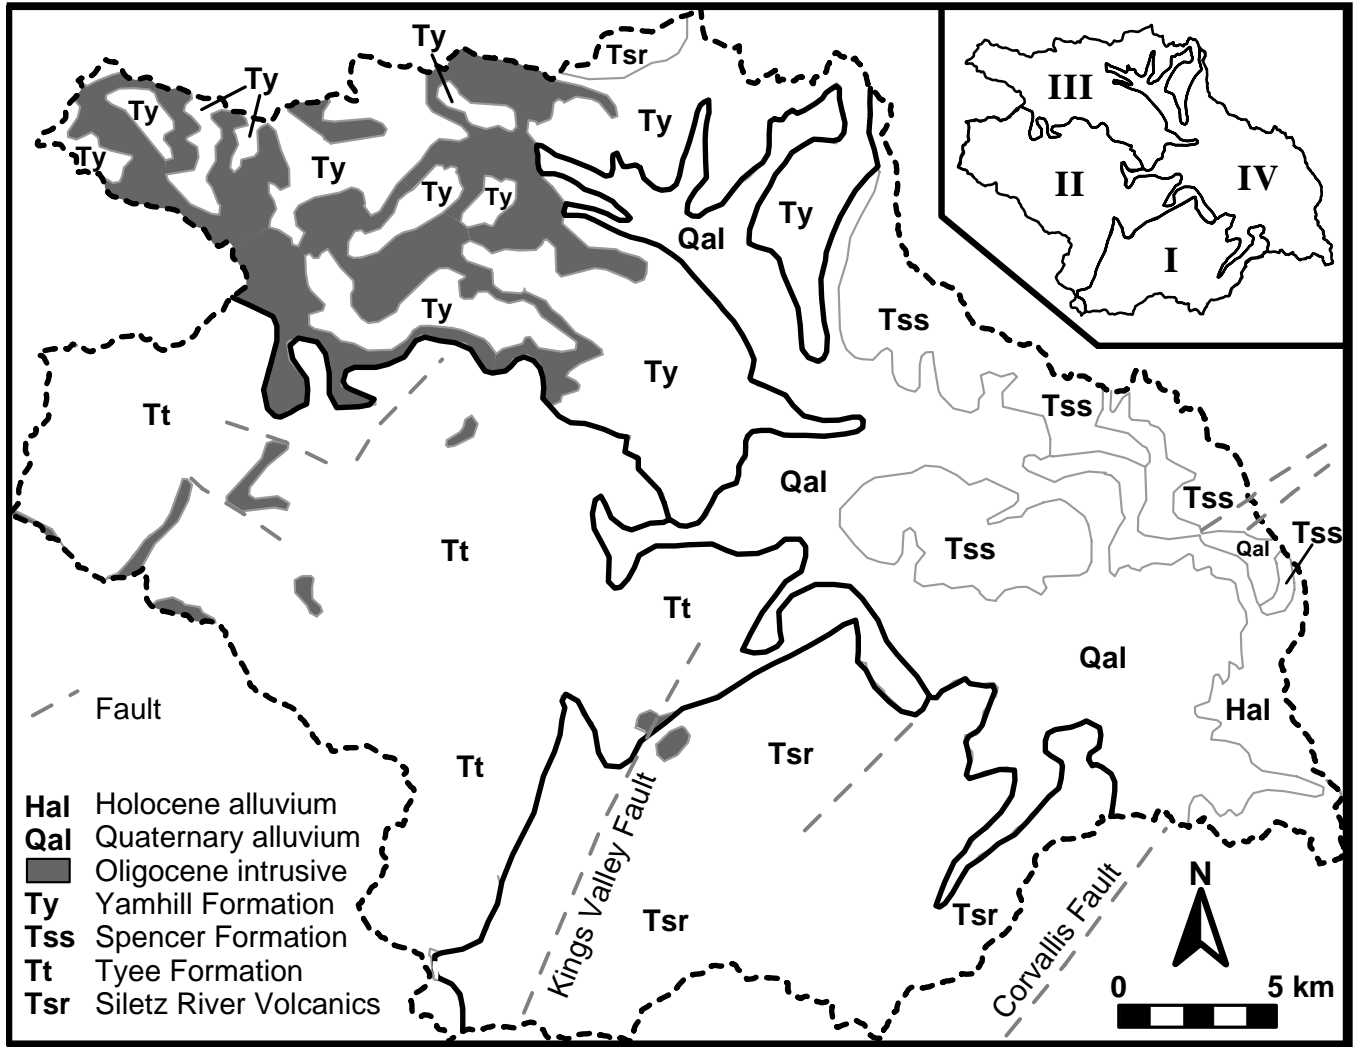 Ty
Tsr
Ty
Ty
Ty
Ty
Ty
Ty
Ty
Ty
Ty
Qal
Ty
Ty
Tss
Tt
Tss
Qal
Tss
Tss
Qal
Tss
Tt
Tt
Qal
Hal
Tsr
Tt
Tsr
Tsr
III
II
IV
I
Kings Valley Fault
Corvallis Fault
Fault
Hal Holocene alluvium
Qal Quaternary alluvium
Oligocene intrusive
Ty Yamhill Formation
Tss Spencer Formation
Tt Tyee Formation
Tsr Siletz River Volcanics
N
0 5 km